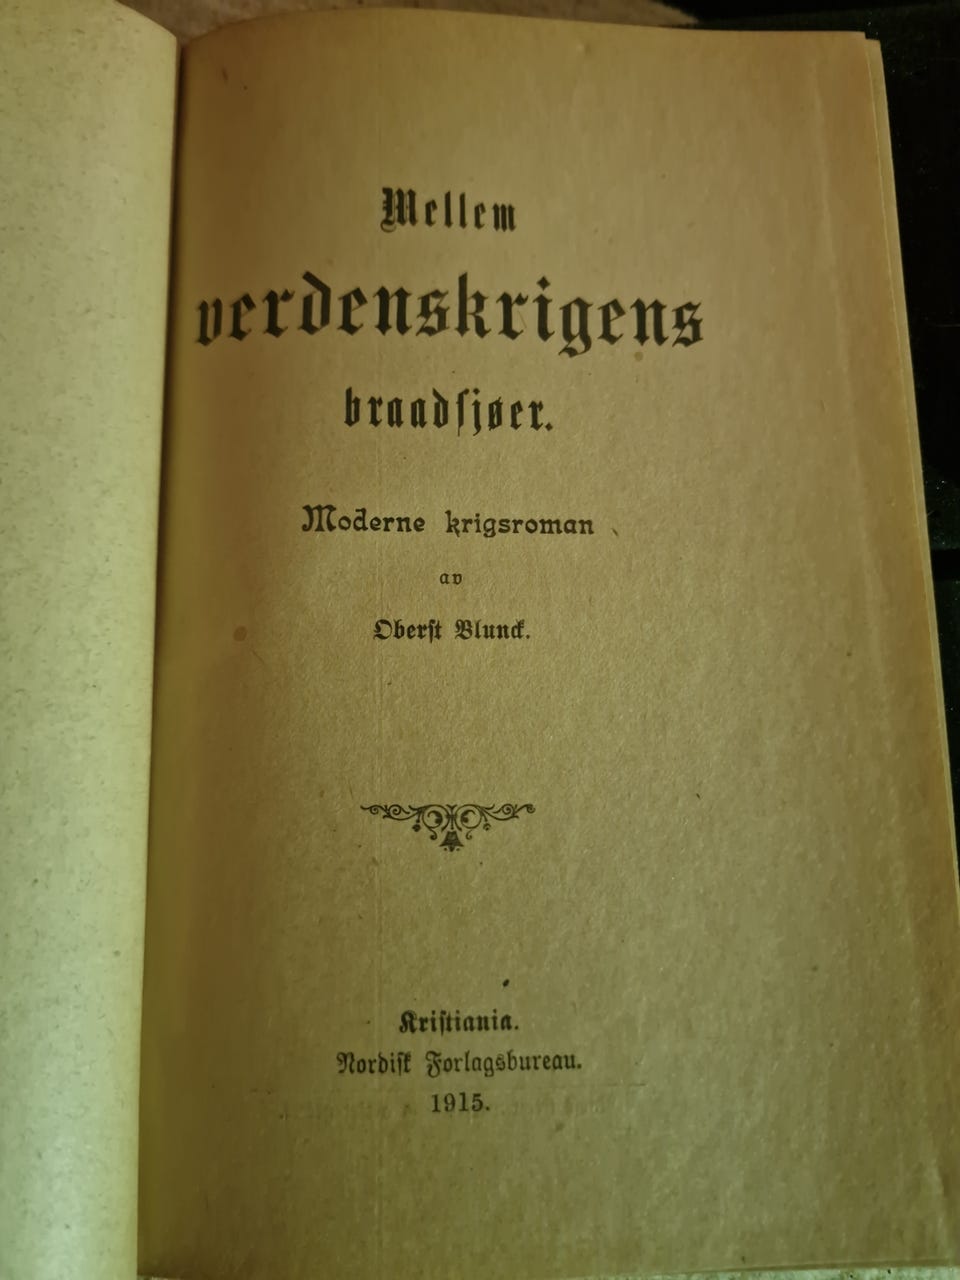 Mellem
verdenskrigens
braadsjøer.
Moderne krigsroman
av
Oberst Blunck.
Kristiania.
Nordisk Forlagsbureau.
1915.